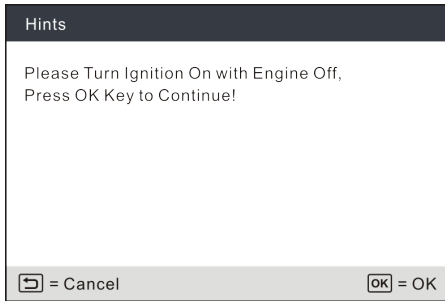 Hints
Please Turn Ignition On with Engine Off,
Press OK Key to Continue!
= Cancel
OK = OK